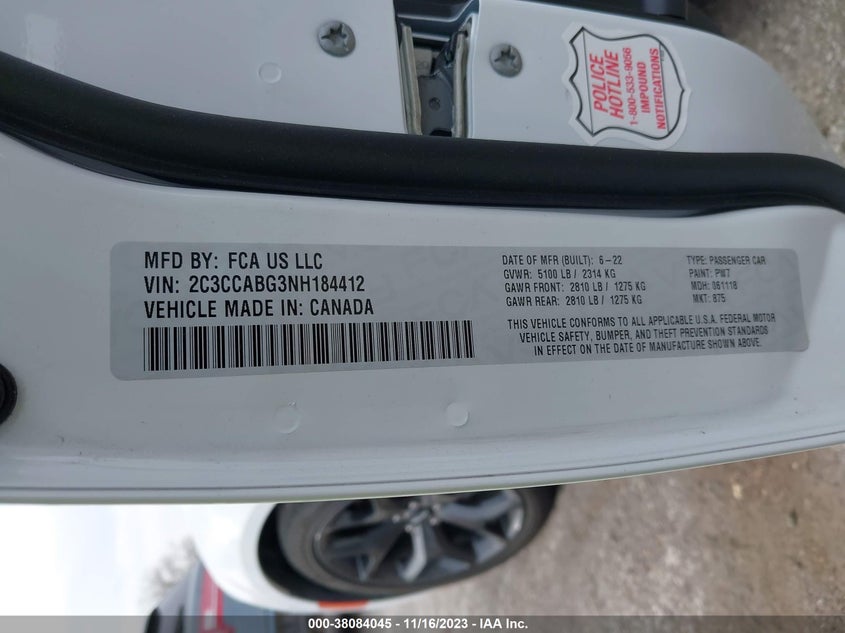 POLICE
HOTLINE
1-800-533-9056
IMPOUND
NOTIFICATIONS
MFD BY: FCA US LLC
VIN: 2C3CCABG3NH184412
VEHICLE MADE IN: CANADA
DATE OF MFR (BUILT): 6-22
GVWR: 5100 LB / 2314 KG
GAWR FRONT: 2810 LB / 1275 KG
GAWR REAR: 2810 LB / 1275 KG
TYPE: PASSENGER CAR
PAINT: PW7
MDH: 061118
MKT: 875
THIS VEHICLE CONFORMS TO ALL APPLICABLE U.S.A. FEDERAL MOTOR
VEHICLE SAFETY, BUMPER, AND THEFT PREVENTION STANDARDS
IN EFFECT ON THE DATE OF MANUFACTURE SHOWN ABOVE.
000-38084045 - 11/16/2023 - IAA Inc.